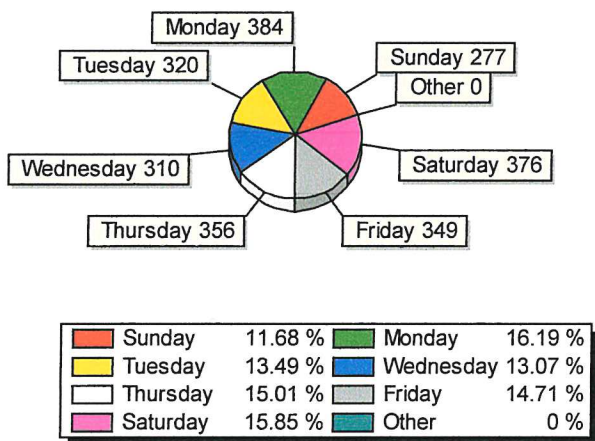 Monday 384
Sunday 277
Tuesday 320
Other 0
Wednesday 310
Saturday 376
Thursday 356
Friday 349
Sunday 11.68 % Monday 16.19 %
Tuesday 13.49 % Wednesday 13.07 %
Thursday 15.01 % Friday 14.71 %
Saturday 15.85 % Other 0 %